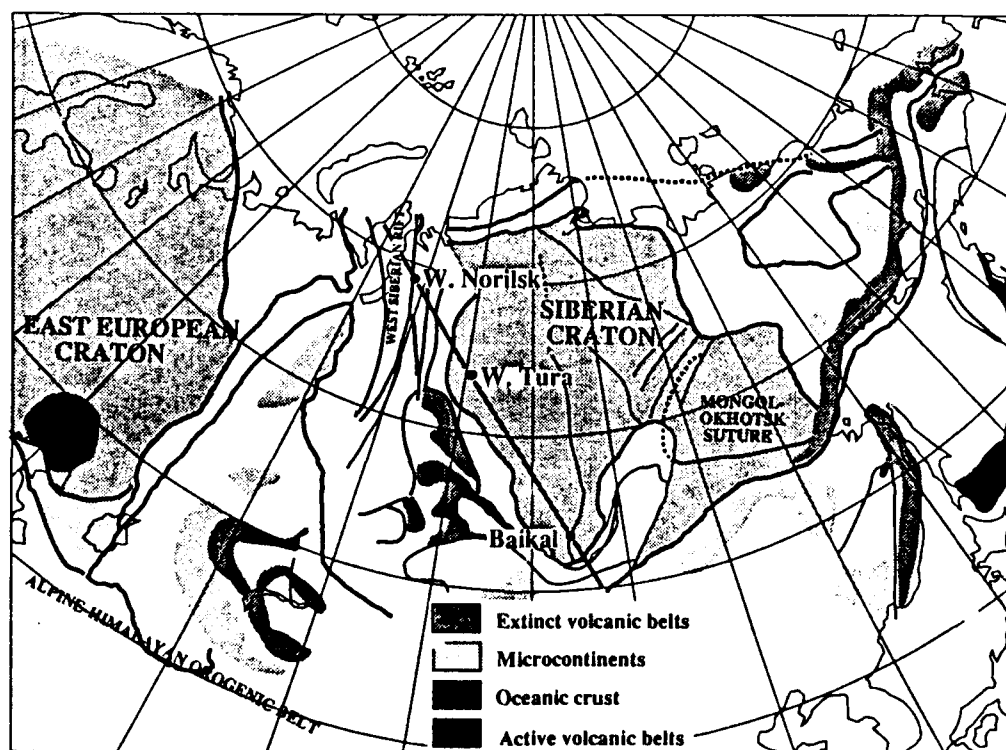 WEST SIBERIAN RIFT
W. Norilsk
EAST EUROPEAN
CRATON
SIBERIAN
CRATON
W. Tura
MONGOL-
OKHOTSK
SUTURE
Baikal
ALPINE-HIMALAYAN OROGENIC BELT
Extinct volcanic belts
Microcontinents
Oceanic crust
Active volcanic belts